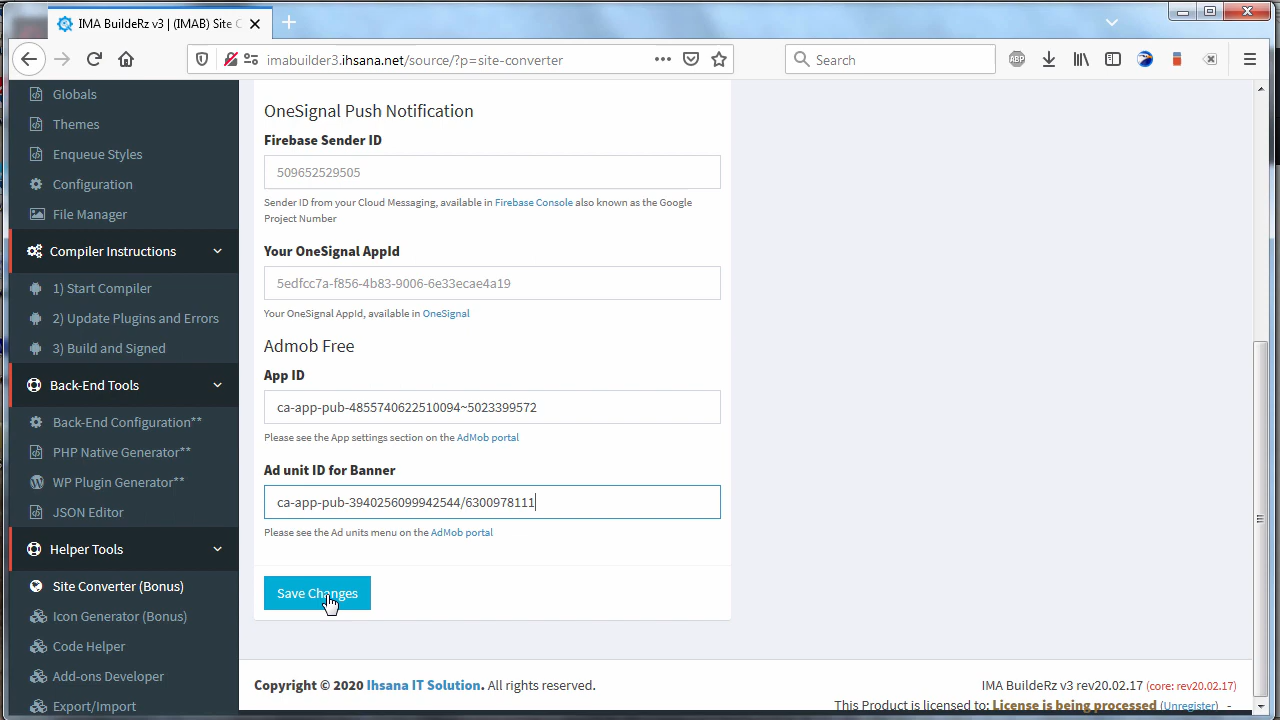 IMA BuildeRz v3 | (IMAB) Site C
imabuilder3.ihsana.net/source/?p=site-converter
Search
ABP
Globals
Themes
Enqueue Styles
Configuration
File Manager
Compiler Instructions
1) Start Compiler
2) Update Plugins and Errors
3) Build and Signed
Back-End Tools
Back-End Configuration**
PHP Native Generator**
WP Plugin Generator**
JSON Editor
Helper Tools
Site Converter (Bonus)
Icon Generator (Bonus)
Code Helper
Add-ons Developer
Export/Import
OneSignal Push Notification
Firebase Sender ID
509652529505
Sender ID from your Cloud Messaging, available in Firebase Console also known as the Google
Project Number
Your OneSignal AppId
5edfcc7a-f856-4b83-9006-6e33ecae4a19
Your OneSignal AppId, available in OneSignal
Admob Free
App ID
ca-app-pub-4855740622510094~5023399572
Please see the App settings section on the AdMob portal
Ad unit ID for Banner
ca-app-pub-3940256099942544/6300978111
Please see the Ad units menu on the AdMob portal
Save Changes
Copyright © 2020 Ihsana IT Solution. All rights reserved.
IMA BuildeRz v3 rev20.02.17 (core: rev20.02.17)
This Product is licensed to: License is being processed (Unregister) -